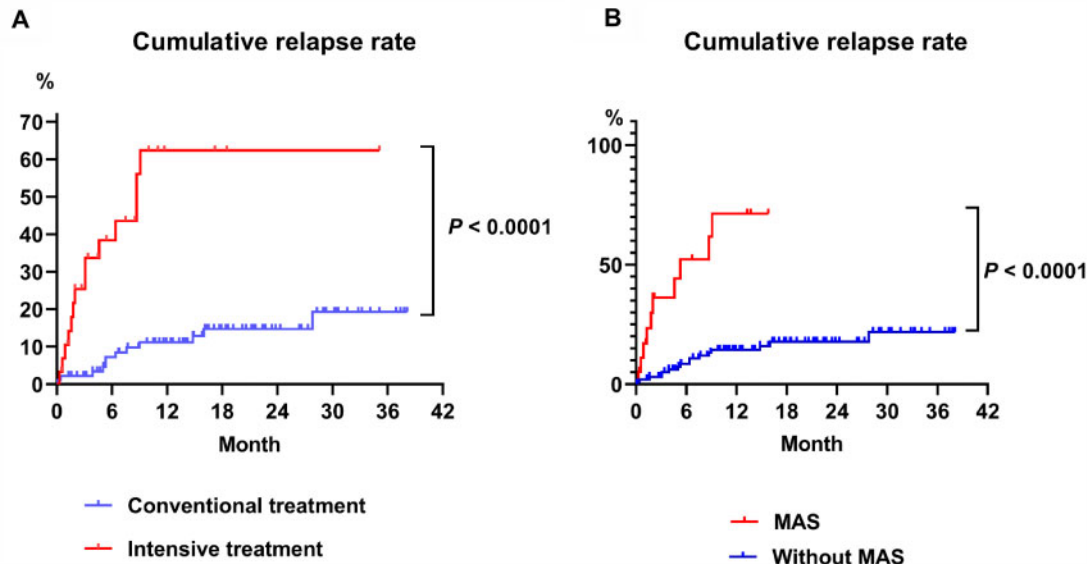 A
Cumulative relapse rate
%
70
60
50
40
30
20
10
0
0 6 12 18 24 30 36 42
Month
P < 0.0001
Conventional treatment
Intensive treatment
B
Cumulative relapse rate
%
100
50
0
0 6 12 18 24 30 36 42
Month
P < 0.0001
MAS
Without MAS